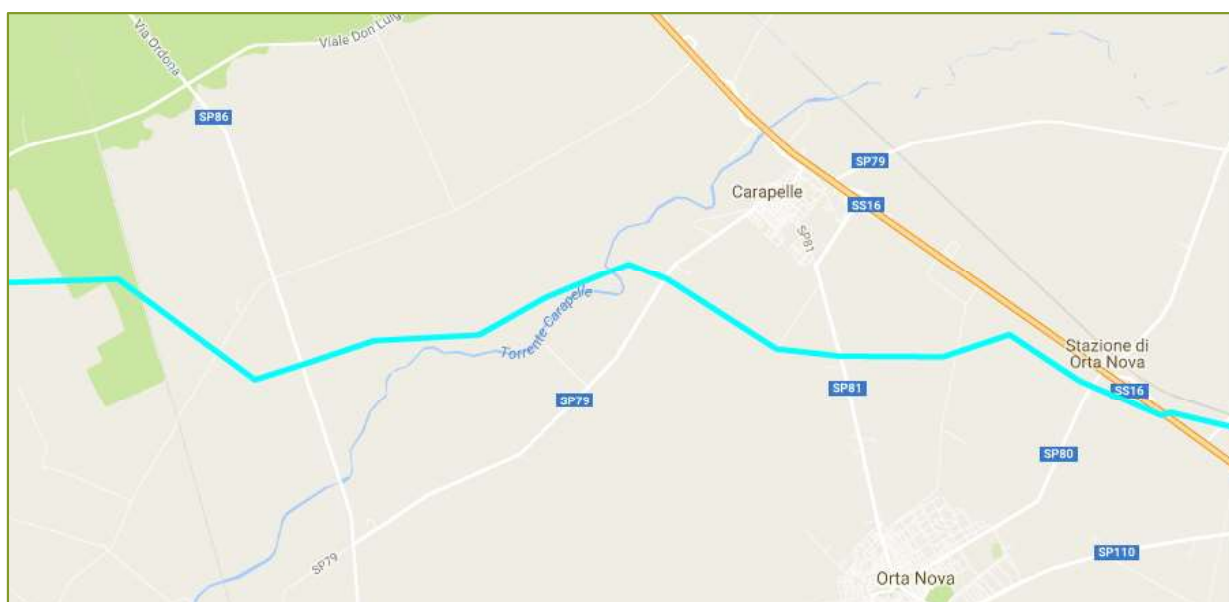 Via Ordona
Viale Don Luig
SP86
SP79
Carapelle
SS16
SP81
Torrente Carapelle
Stazione di
Orta Nova
SP81
SS16
SP79
SP80
SP79
SP110
Orta Nova